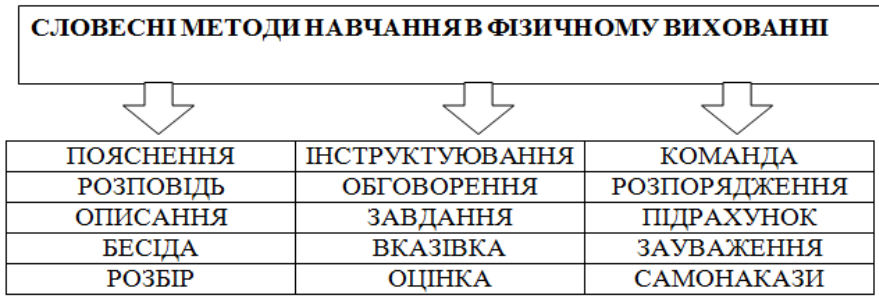 СЛОВЕСНІ МЕТОДИ НАВЧАННЯ В ФІЗИЧНОМУ ВИХОВАННІ
ПОЯСНЕННЯ ІНСТРУКТУЮВАННЯ КОМАНДА
РОЗПОВІДЬ ОБГОВОРЕННЯ РОЗПОРЯДЖЕННЯ
ОПИСАННЯ ЗАВДАННЯ ПІДРАХУНОК
БЕСІДА ВКАЗІВКА ЗАУВАЖЕННЯ
РОЗБІР ОЦІНКА САМОНАКАЗИ